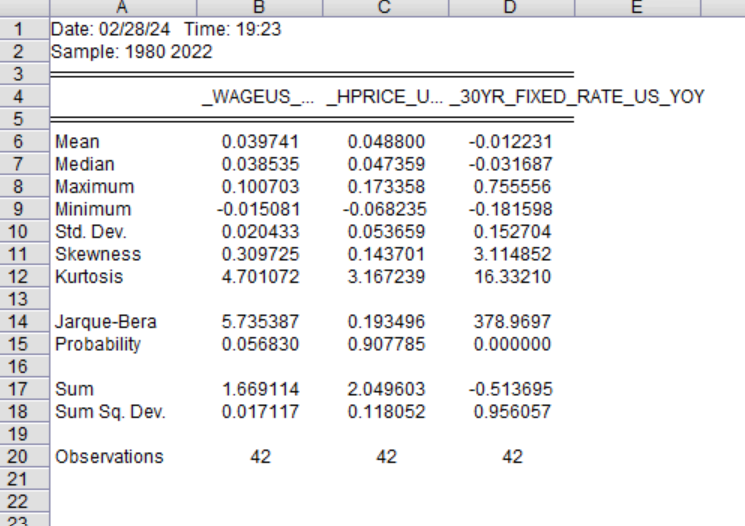 A B C D E
1 Date: 02/28/24 Time: 19:23
2 Sample: 1980 2022
3
4 _WAGEUS_... _HPRICE_U... _30YR_FIXED_RATE_US_YOY
5
6 Mean 0.039741 0.048800 -0.012231
7 Median 0.038535 0.047359 -0.031687
8 Maximum 0.100703 0.173358 0.755556
9 Minimum -0.015081 -0.068235 -0.181598
10 Std. Dev. 0.020433 0.053659 0.152704
11 Skewness 0.309725 0.143701 3.114852
12 Kurtosis 4.701072 3.167239 16.33210
13
14 Jarque-Bera 5.735387 0.193496 378.9697
15 Probability 0.056830 0.907785 0.000000
16
17 Sum 1.669114 2.049603 -0.513695
18 Sum Sq. Dev. 0.017117 0.118052 0.956057
19
20 Observations 42 42 42
21
22
23